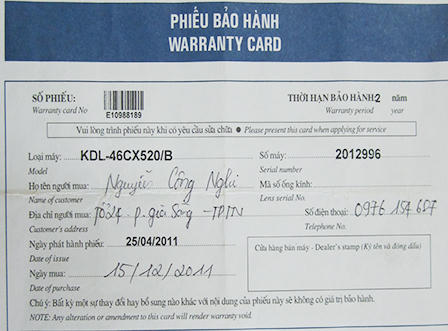 PHIẾU BẢO HÀNH
WARRANTY CARD
SỐ PHIẾU:
Warranty card No
E10988189
THỜI HẠN BẢO HÀNH 2 năm
Warranty period year
Vui lòng trình phiếu này khi có yêu cầu sửa chữa ● Please present this card when applying for service
Loại máy: KDL-46CX520/B
Model
Số máy: 2012996
Serial number
Họ tên người mua: Nguyễn Công Nghi
Name of customer
Mã số ống kính:
Lens serial No.
Địa chỉ người mua: Tổ 24 p. gia Sàng - TPTN
Customer's address
Số điện thoại: 0976 154 687
Telephone No.
Ngày phát hành phiếu: 25/04/2011
Date of issue
Cửa hàng bán máy - Dealer's stamp (Ký tên và đóng dấu)
Ngày mua: 15/12/2011
Date of purchase
Chú ý: Bất kỳ một sự thay đổi hay bổ sung nào khác với nội dung của phiếu này sẽ không có giá trị bảo hành.
NOTE: Any alteration or amendment to this card will render warranty void.